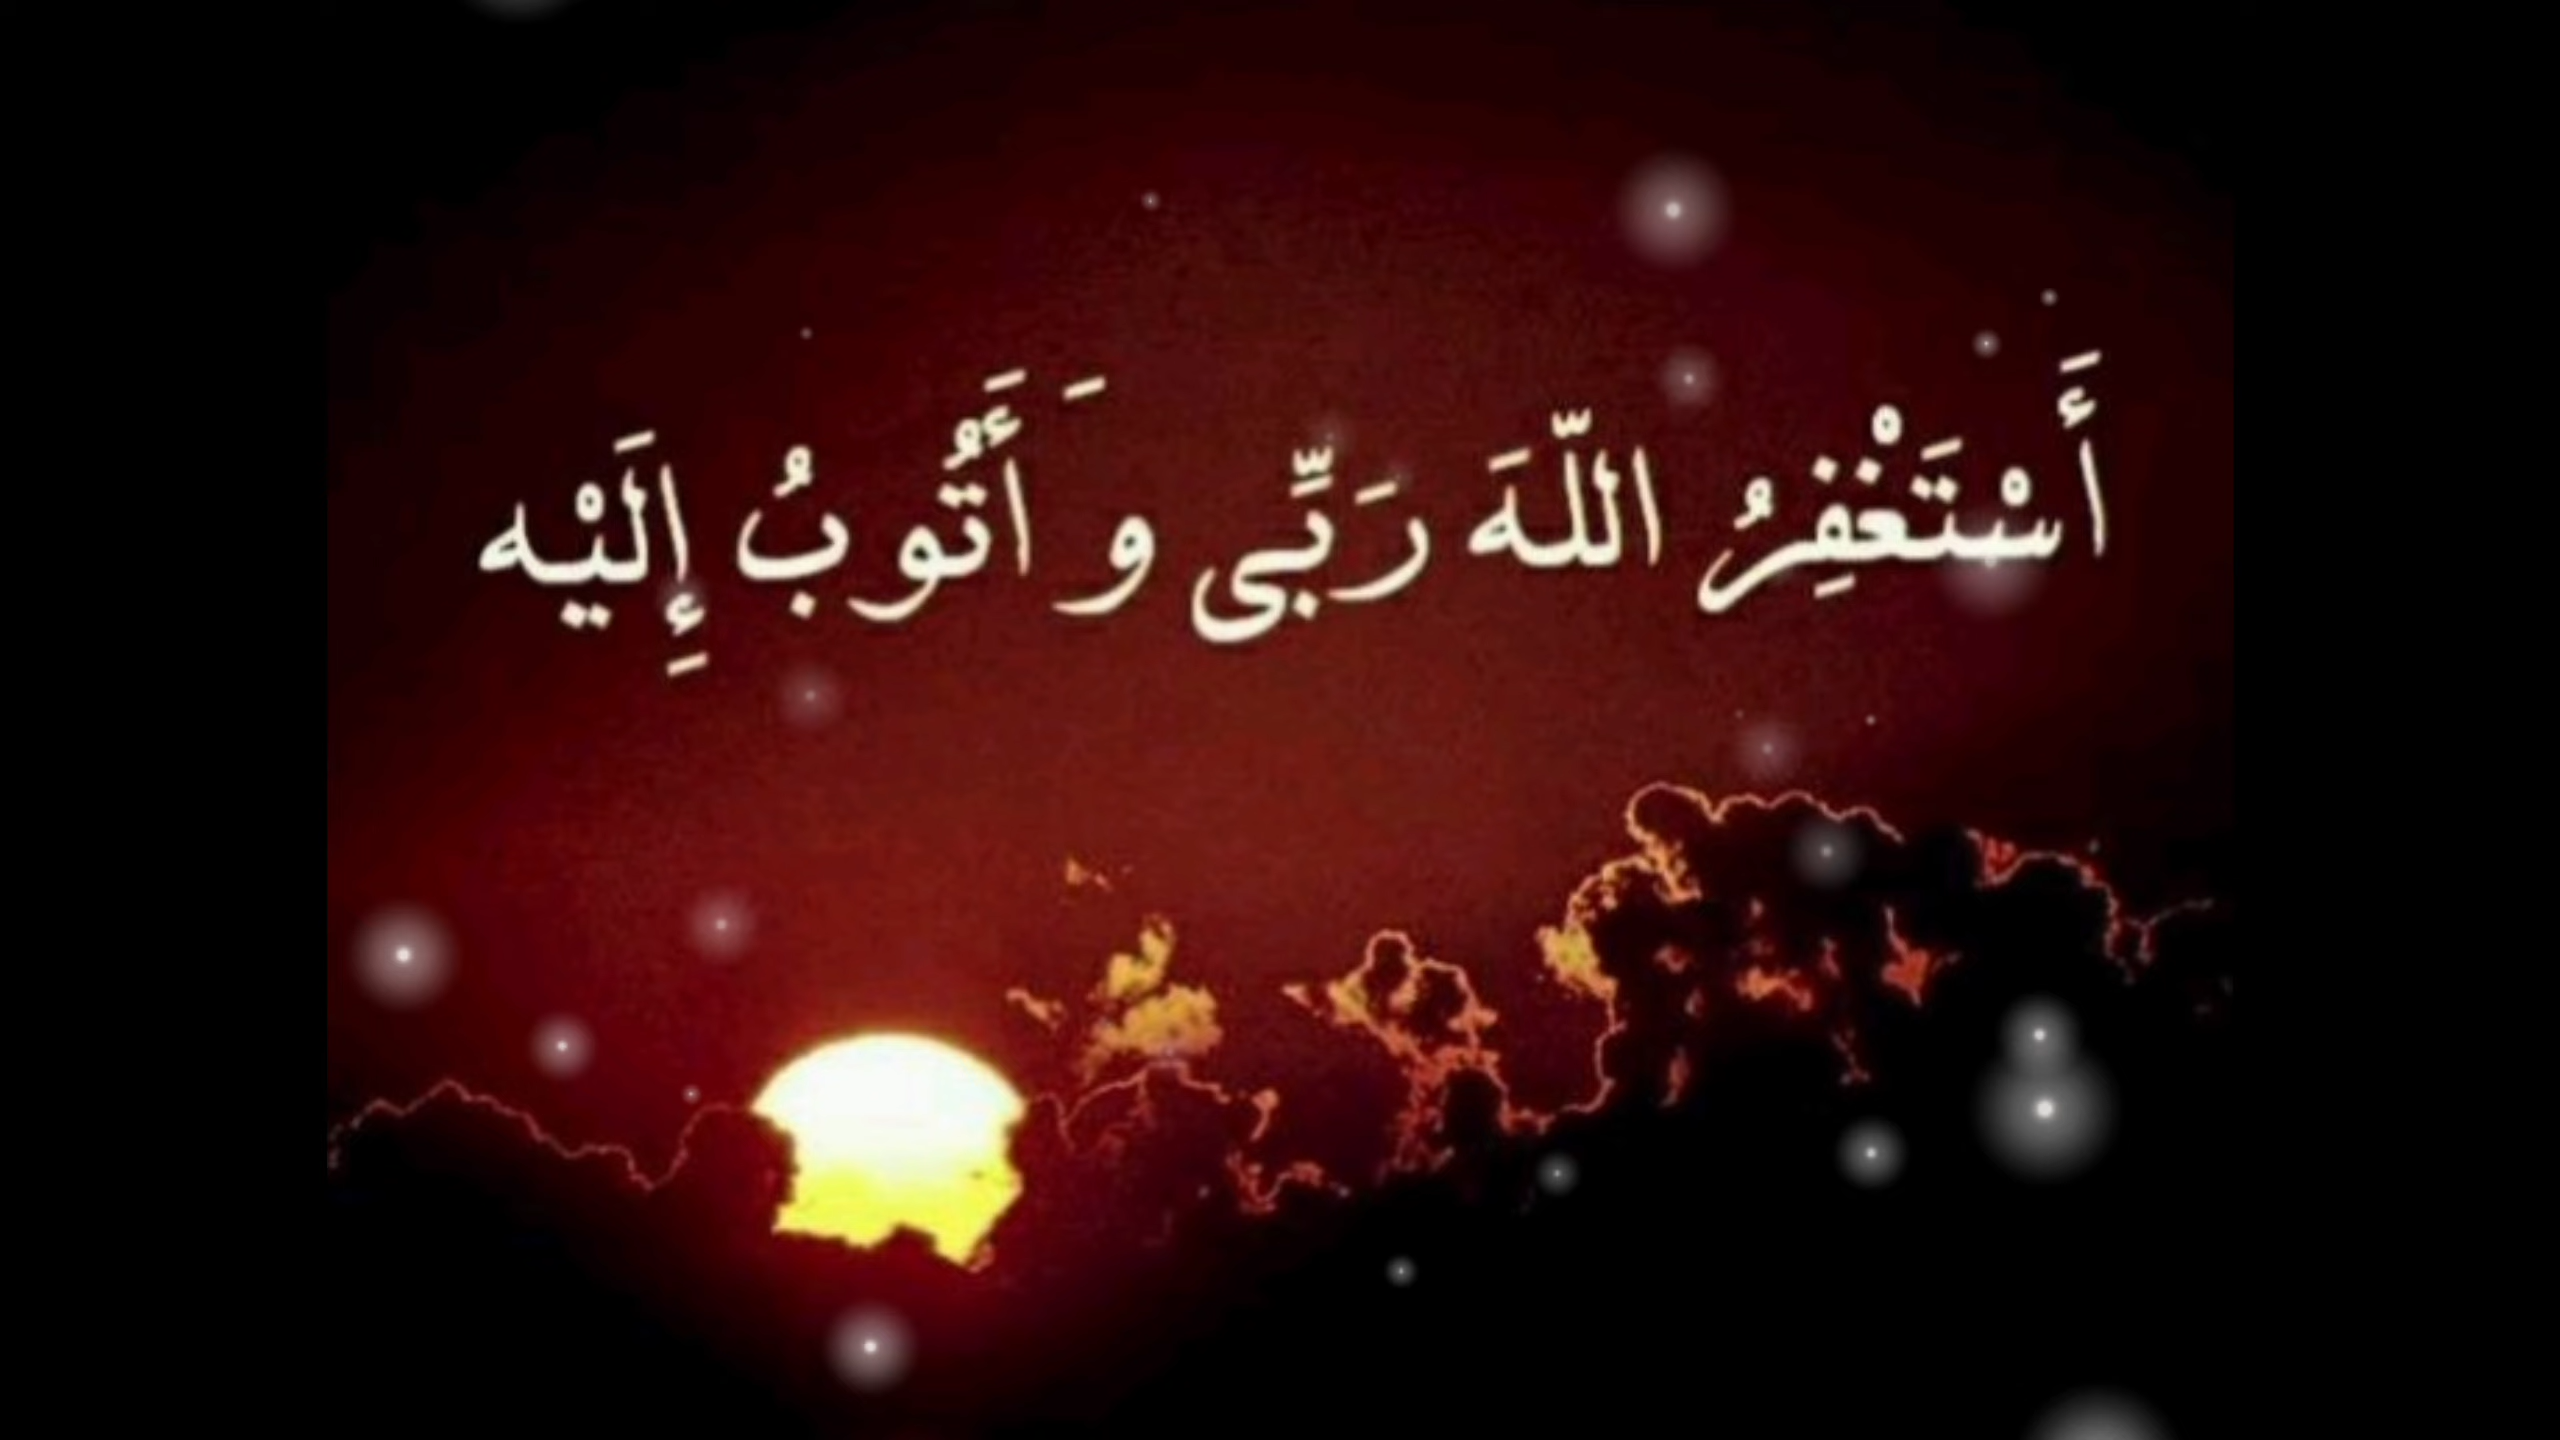 أَسْتَغْفِرُ اللّهَ رَبِّى وَ أَتُوبُ إِلَيْه